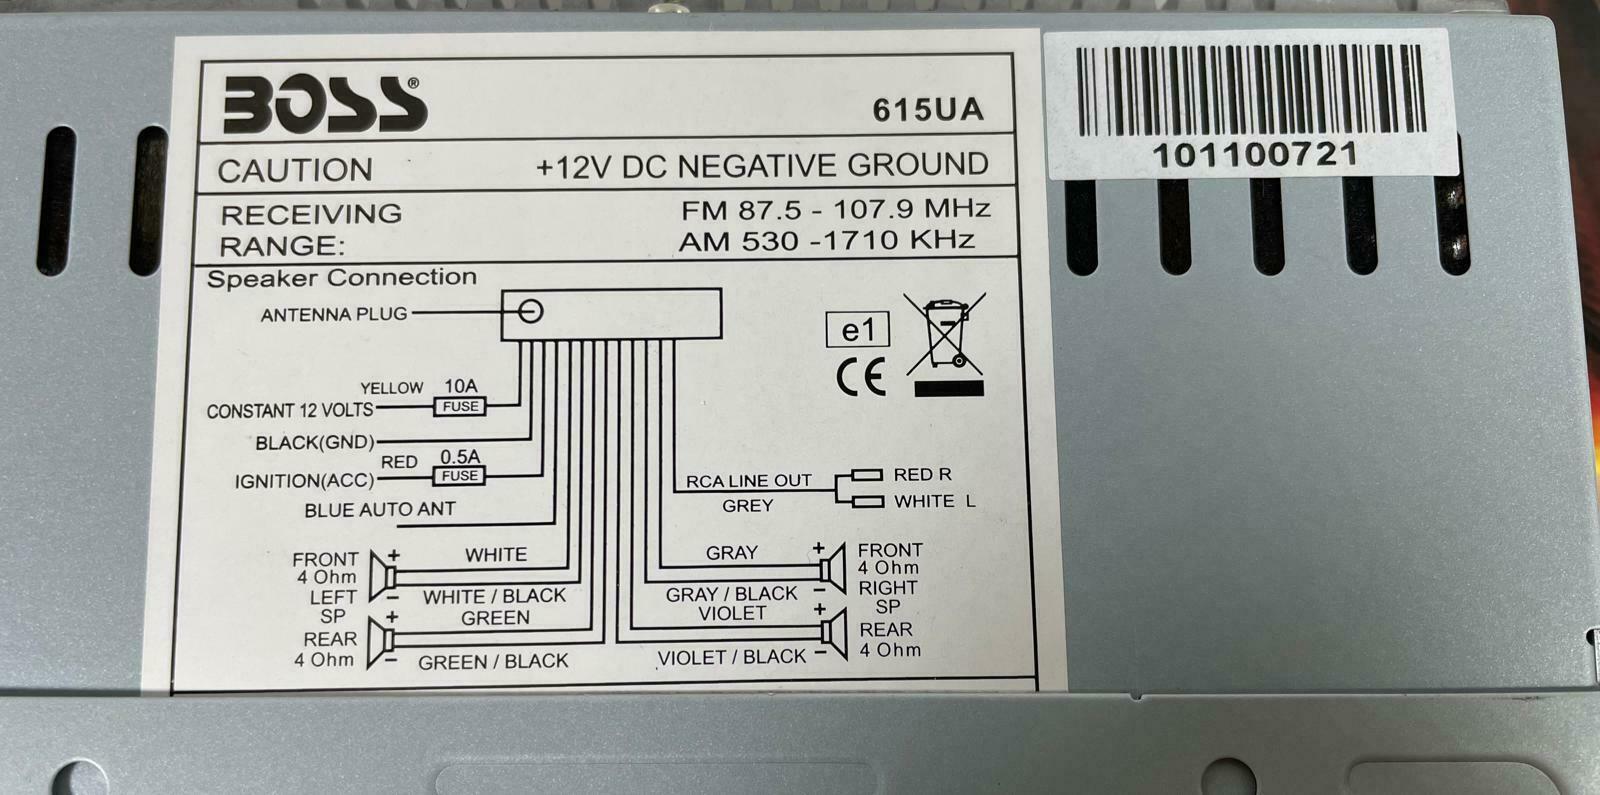 BOSS®
615UA
101100721
CAUTION +12V DC NEGATIVE GROUND
RECEIVING RANGE:
FM 87.5 - 107.9 MHz
AM 530 -1710 KHz
Speaker Connection
ANTENNA PLUG
YELLOW 10A
CONSTANT 12 VOLTS FUSE
BLACK(GND)
RED 0.5A
IGNITION(ACC) FUSE
BLUE AUTO ANT
e1
CE
RCA LINE OUT RED R
GREY WHITE L
FRONT + WHITE
4 Ohm
LEFT - WHITE / BLACK
SP + GREEN
REAR
4 Ohm - GREEN / BLACK
GRAY + FRONT
4 Ohm
GRAY / BLACK - RIGHT
VIOLET + SP
REAR
VIOLET / BLACK - 4 Ohm